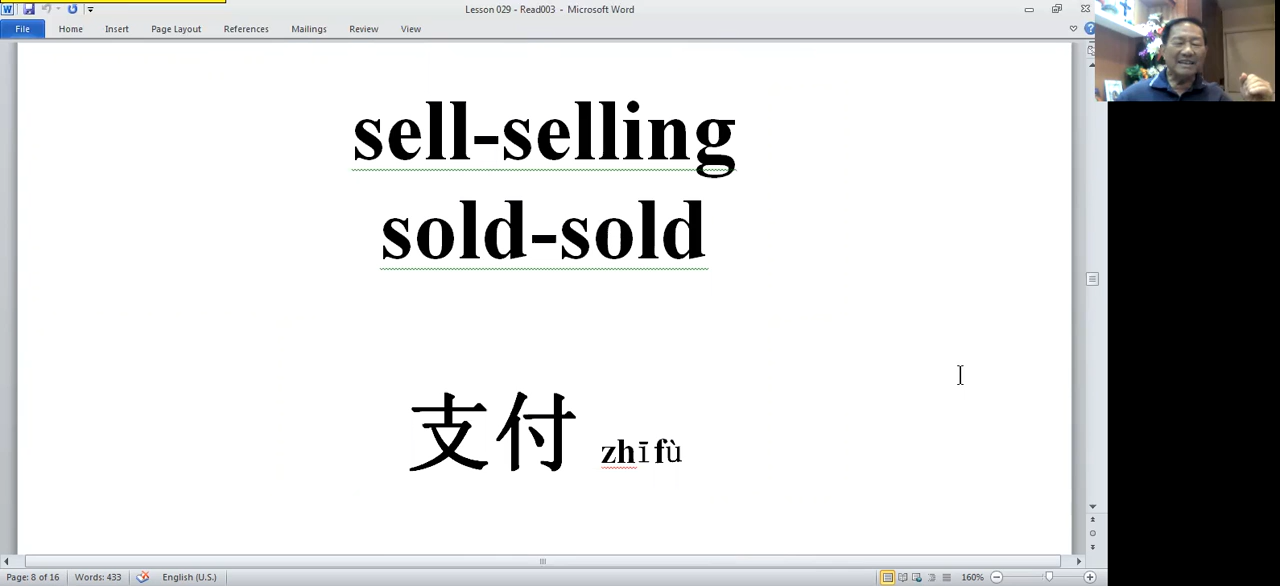 Lesson 029 - Read003 - Microsoft Word
File Home Insert Page Layout References Mailings Review View
sell-selling
sold-sold
支付 zhīfù
Page: 8 of 16 Words: 433 English (U.S.) 160%